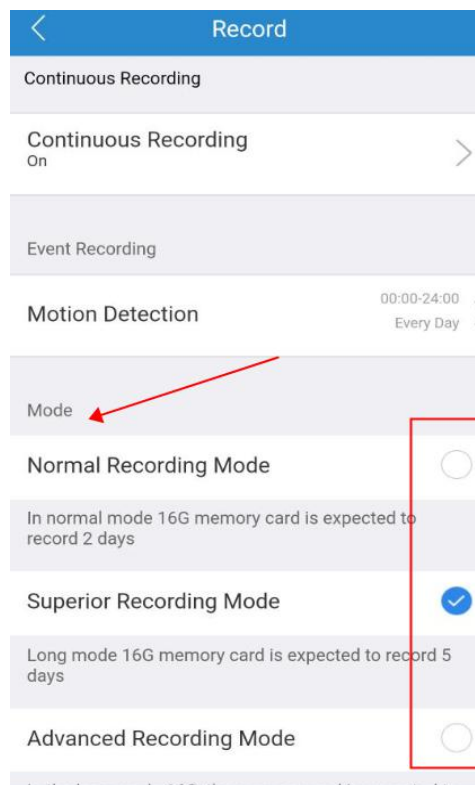 Record
Continuous Recording
Continuous Recording
On
Event Recording
Motion Detection
00:00-24:00
Every Day
Mode
Normal Recording Mode
In normal mode 16G memory card is expected to
record 2 days
Superior Recording Mode
Long mode 16G memory card is expected to record 5
days
Advanced Recording Mode